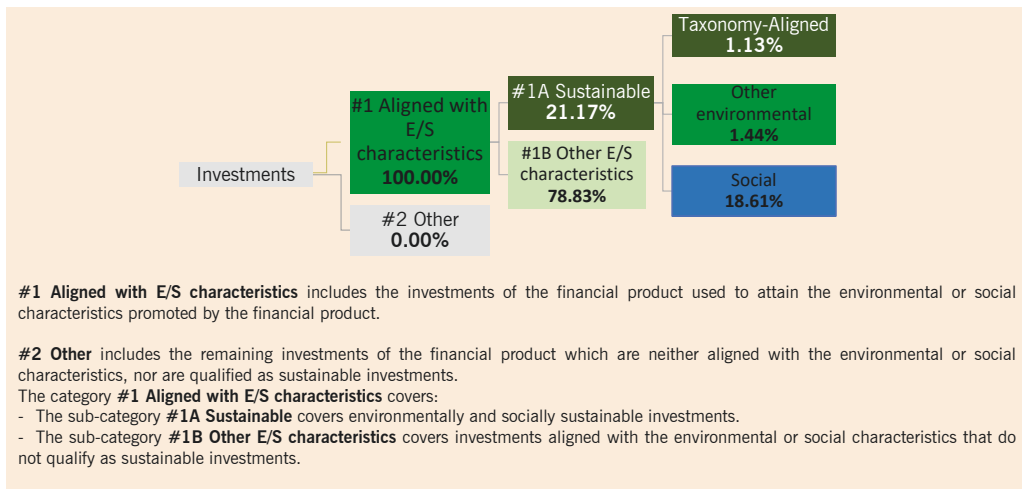 Investments
#1 Aligned with
E/S
characteristics
100.00%
#2 Other
0.00%
#1A Sustainable
21.17%
#1B Other E/S
characteristics
78.83%
Taxonomy-Aligned
1.13%
Other
environmental
1.44%
Social
18.61%
#1 Aligned with E/S characteristics includes the investments of the financial product used to attain the environmental or social
characteristics promoted by the financial product.
#2 Other includes the remaining investments of the financial product which are neither aligned with the environmental or social
characteristics, nor are qualified as sustainable investments.
The category #1 Aligned with E/S characteristics covers:
- The sub-category #1A Sustainable covers environmentally and socially sustainable investments.
- The sub-category #1B Other E/S characteristics covers investments aligned with the environmental or social characteristics that do
not qualify as sustainable investments.